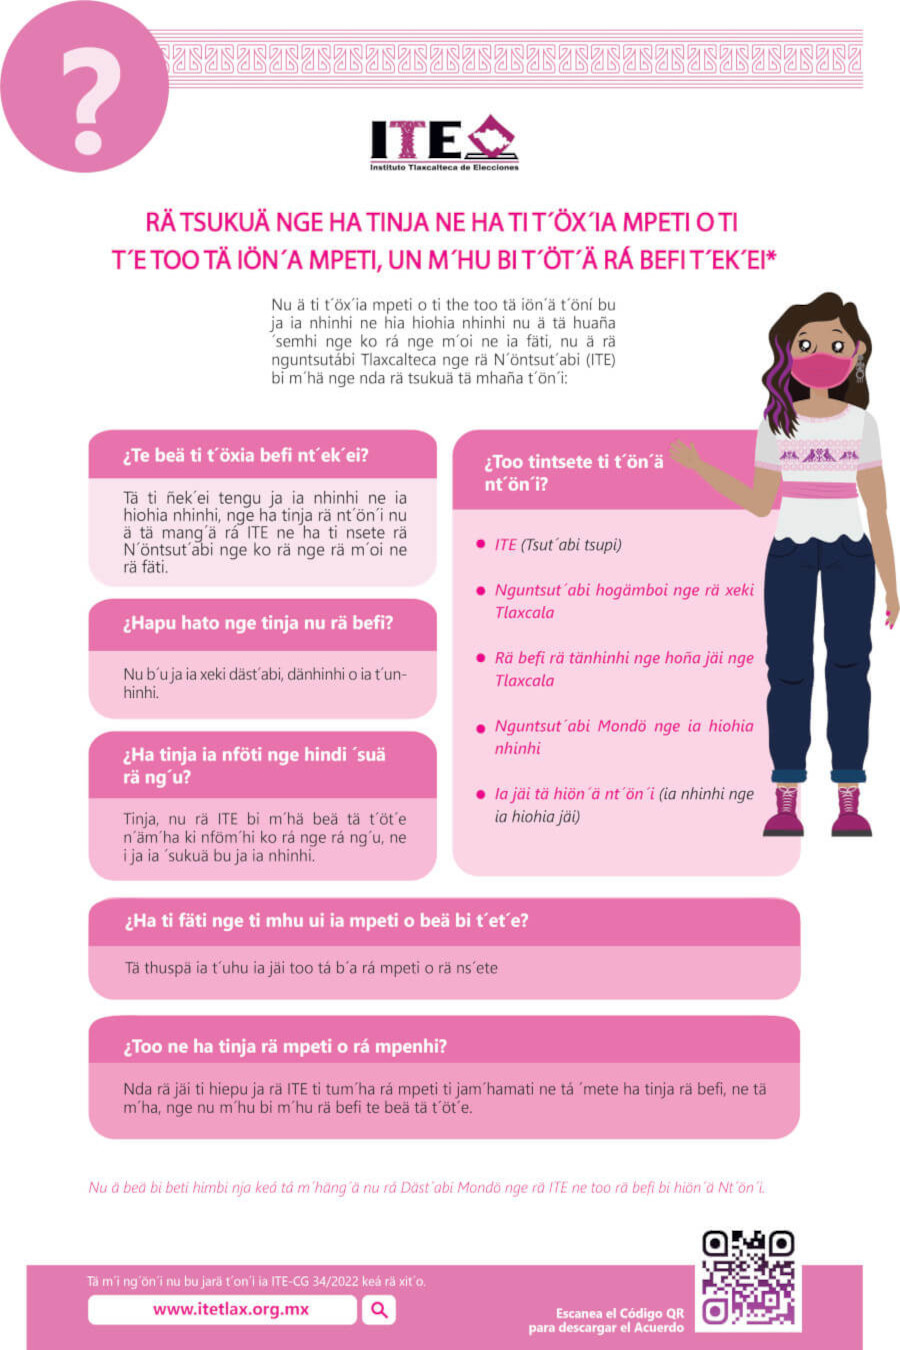 ?
ITE
Instituto Tlaxcalteca de Elecciones
RÄ TSUKUÄ NGE HA TINJA NE HA TI T´ÖX´IA MPETI O TI
T´E TOO TÄ IÖN´A MPETI, UN M´HU BI T´ÖT´Ä RÁ BEFI T´EK´EI*
Nu ä ti t´öx´ia mpeti o ti the too tä iön´ä t´öní bu
ja ia nhinhi ne hia hiohia nhinhi nu ä tä huaña
´semhi nge ko rá nge m´oi ne ia fäti, nu ä rä
nguntsutábi Tlaxcalteca nge rä N´öntsut´abi (ITE)
bi m´hä nge nda rä tsukuä tä mhaña t´ön´i:
¿Te beä ti t´öxia befi nt´ek´ei?
Tä ti ñek´ei tengu ja ia nhinhi ne ia
hiohia nhinhi, nge ha tinja rä nt´ön´i nu
ä tä mang´ä rá ITE ne ha ti nsete rä
N´öntsut´abi nge ko rä nge rä m´oi ne
rä fäti.
¿Hapu hato nge tinja nu rä befi?
Nu b´u ja ia xeki däst´abi, dänhinhi o ia t´un-
hinhi.
¿Ha tinja ia nföti nge hindi ´suä
rä ng´u?
Tinja, nu rä ITE bi m´hä beä tä t´öt´e
n´äm´ha ki nföm´hi ko rá nge rá ng´u, ne
i ja ia ´sukuä bu ja ia nhinhi.
¿Too tintsete ti t´ön´ä
nt´ön´i?
● ITE (Tsut´abi tsupi)
● Nguntsut´abi hogämboi nge rä xeki
Tlaxcala
● Rä befi rä tänhinhi nge hoña jäi nge
Tlaxcala
● Nguntsut´abi Mondö nge ia hiohia
nhinhi
● Ia jäi tä hiön´ä nt´ön´i (ia nhinhi nge
ia hiohia jäi)
¿Ha ti fäti nge ti mhu ui ia mpeti o beä bi t´et´e?
Tä thuspä ia t´uhu ia jäi too tá b´a rá mpeti o rä ns´ete
¿Too ne ha tinja rä mpeti o rá mpenhi?
Nda rä jäi ti hiepu ja rä ITE ti tum´ha rá mpeti ti jam´hamati ne tá ´mete ha tinja rä befi, ne tä
m´ha, nge nu m´hu bi m´hu rä befi te beä tä t´öt´e.
Nu ä beä bi beti himbi nja keá tá m´häng´ä nu rá Däst´abi Mondö nge rä ITE ne too rä befi bi hiön´ä Nt´ön´i.
Tä m´i ng´ön´i nu bu jarä t´on´i ia ITE-CG 34/2022 keá rä xit´o.
www.itetlax.org.mx
Escanea el Código QR
para descargar el Acuerdo